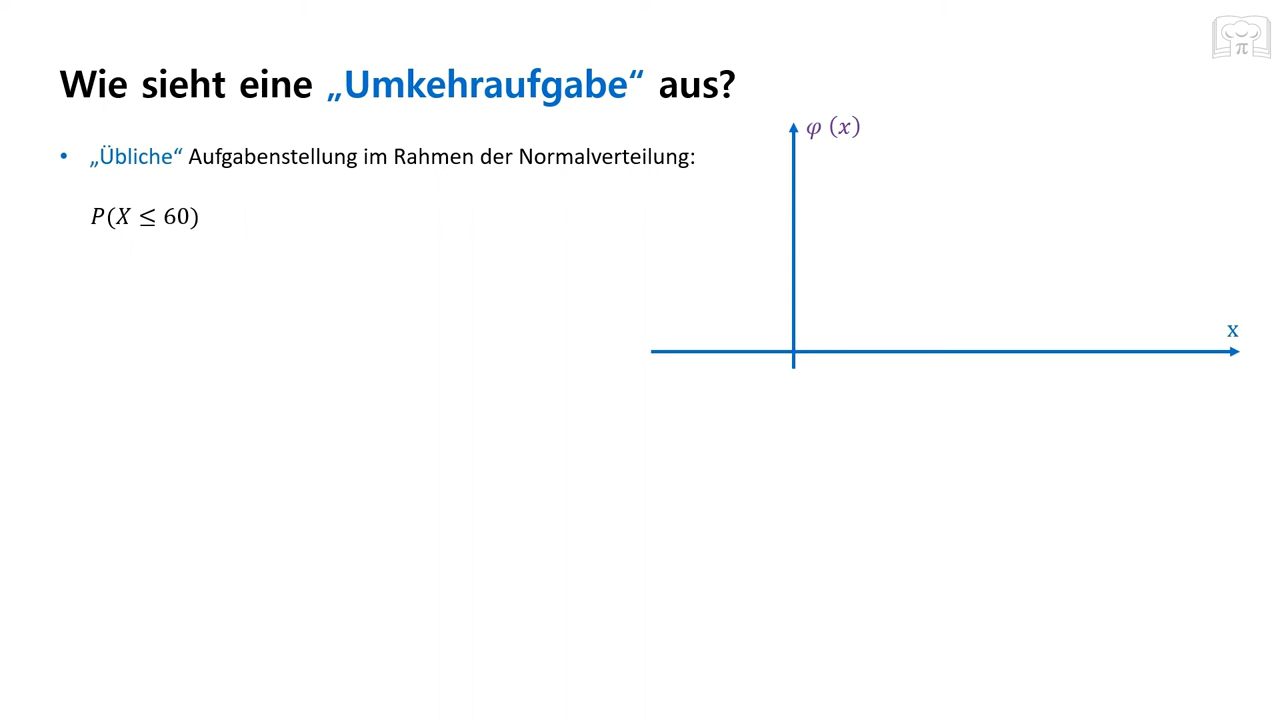 Wie sieht eine „Umkehraufgabe“ aus?
• „Übliche“ Aufgabenstellung im Rahmen der Normalverteilung:
P(X ≤ 60)
φ (x)
x
π